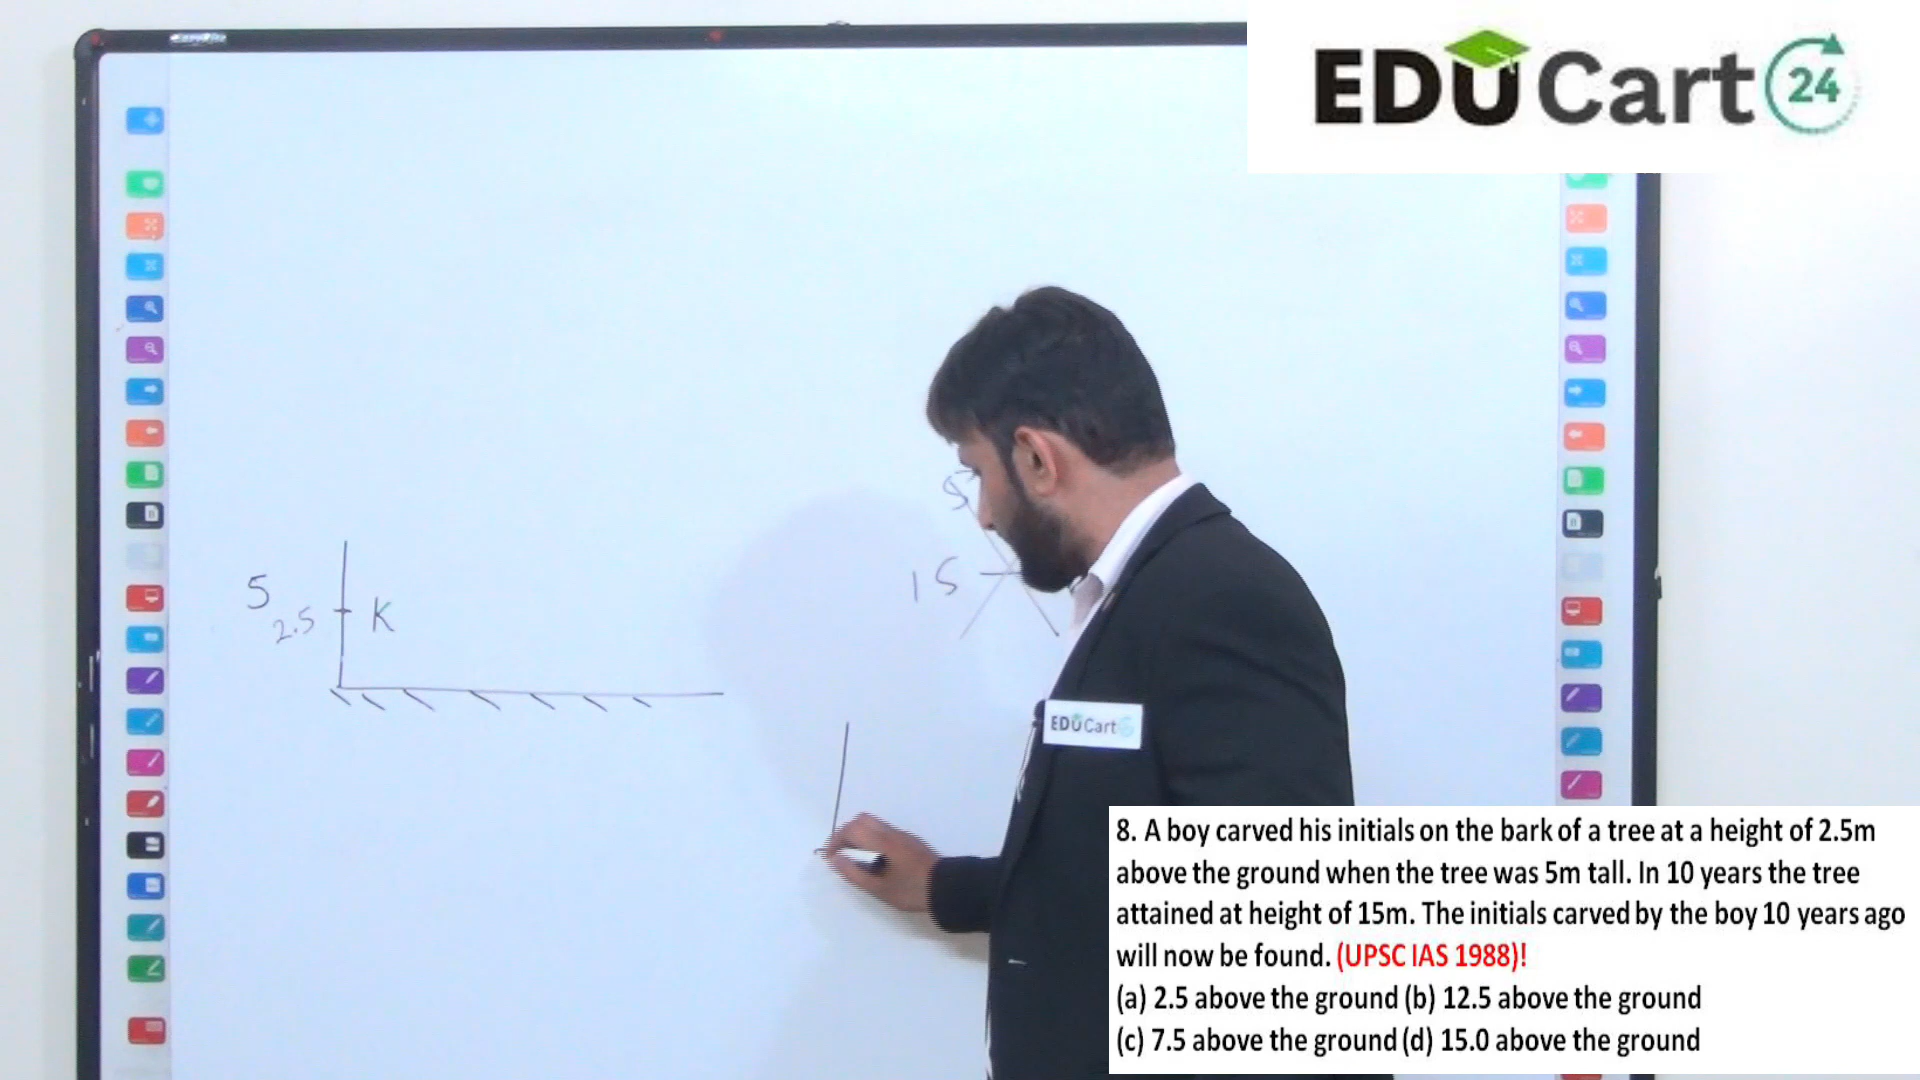 EDUCart 24
5
2.5 K
15
EDUCart
8. A boy carved his initials on the bark of a tree at a height of 2.5m
above the ground when the tree was 5m tall. In 10 years the tree
attained at height of 15m. The initials carved by the boy 10 years ago
will now be found. (UPSC IAS 1988)!
(a) 2.5 above the ground (b) 12.5 above the ground
(c) 7.5 above the ground (d) 15.0 above the ground